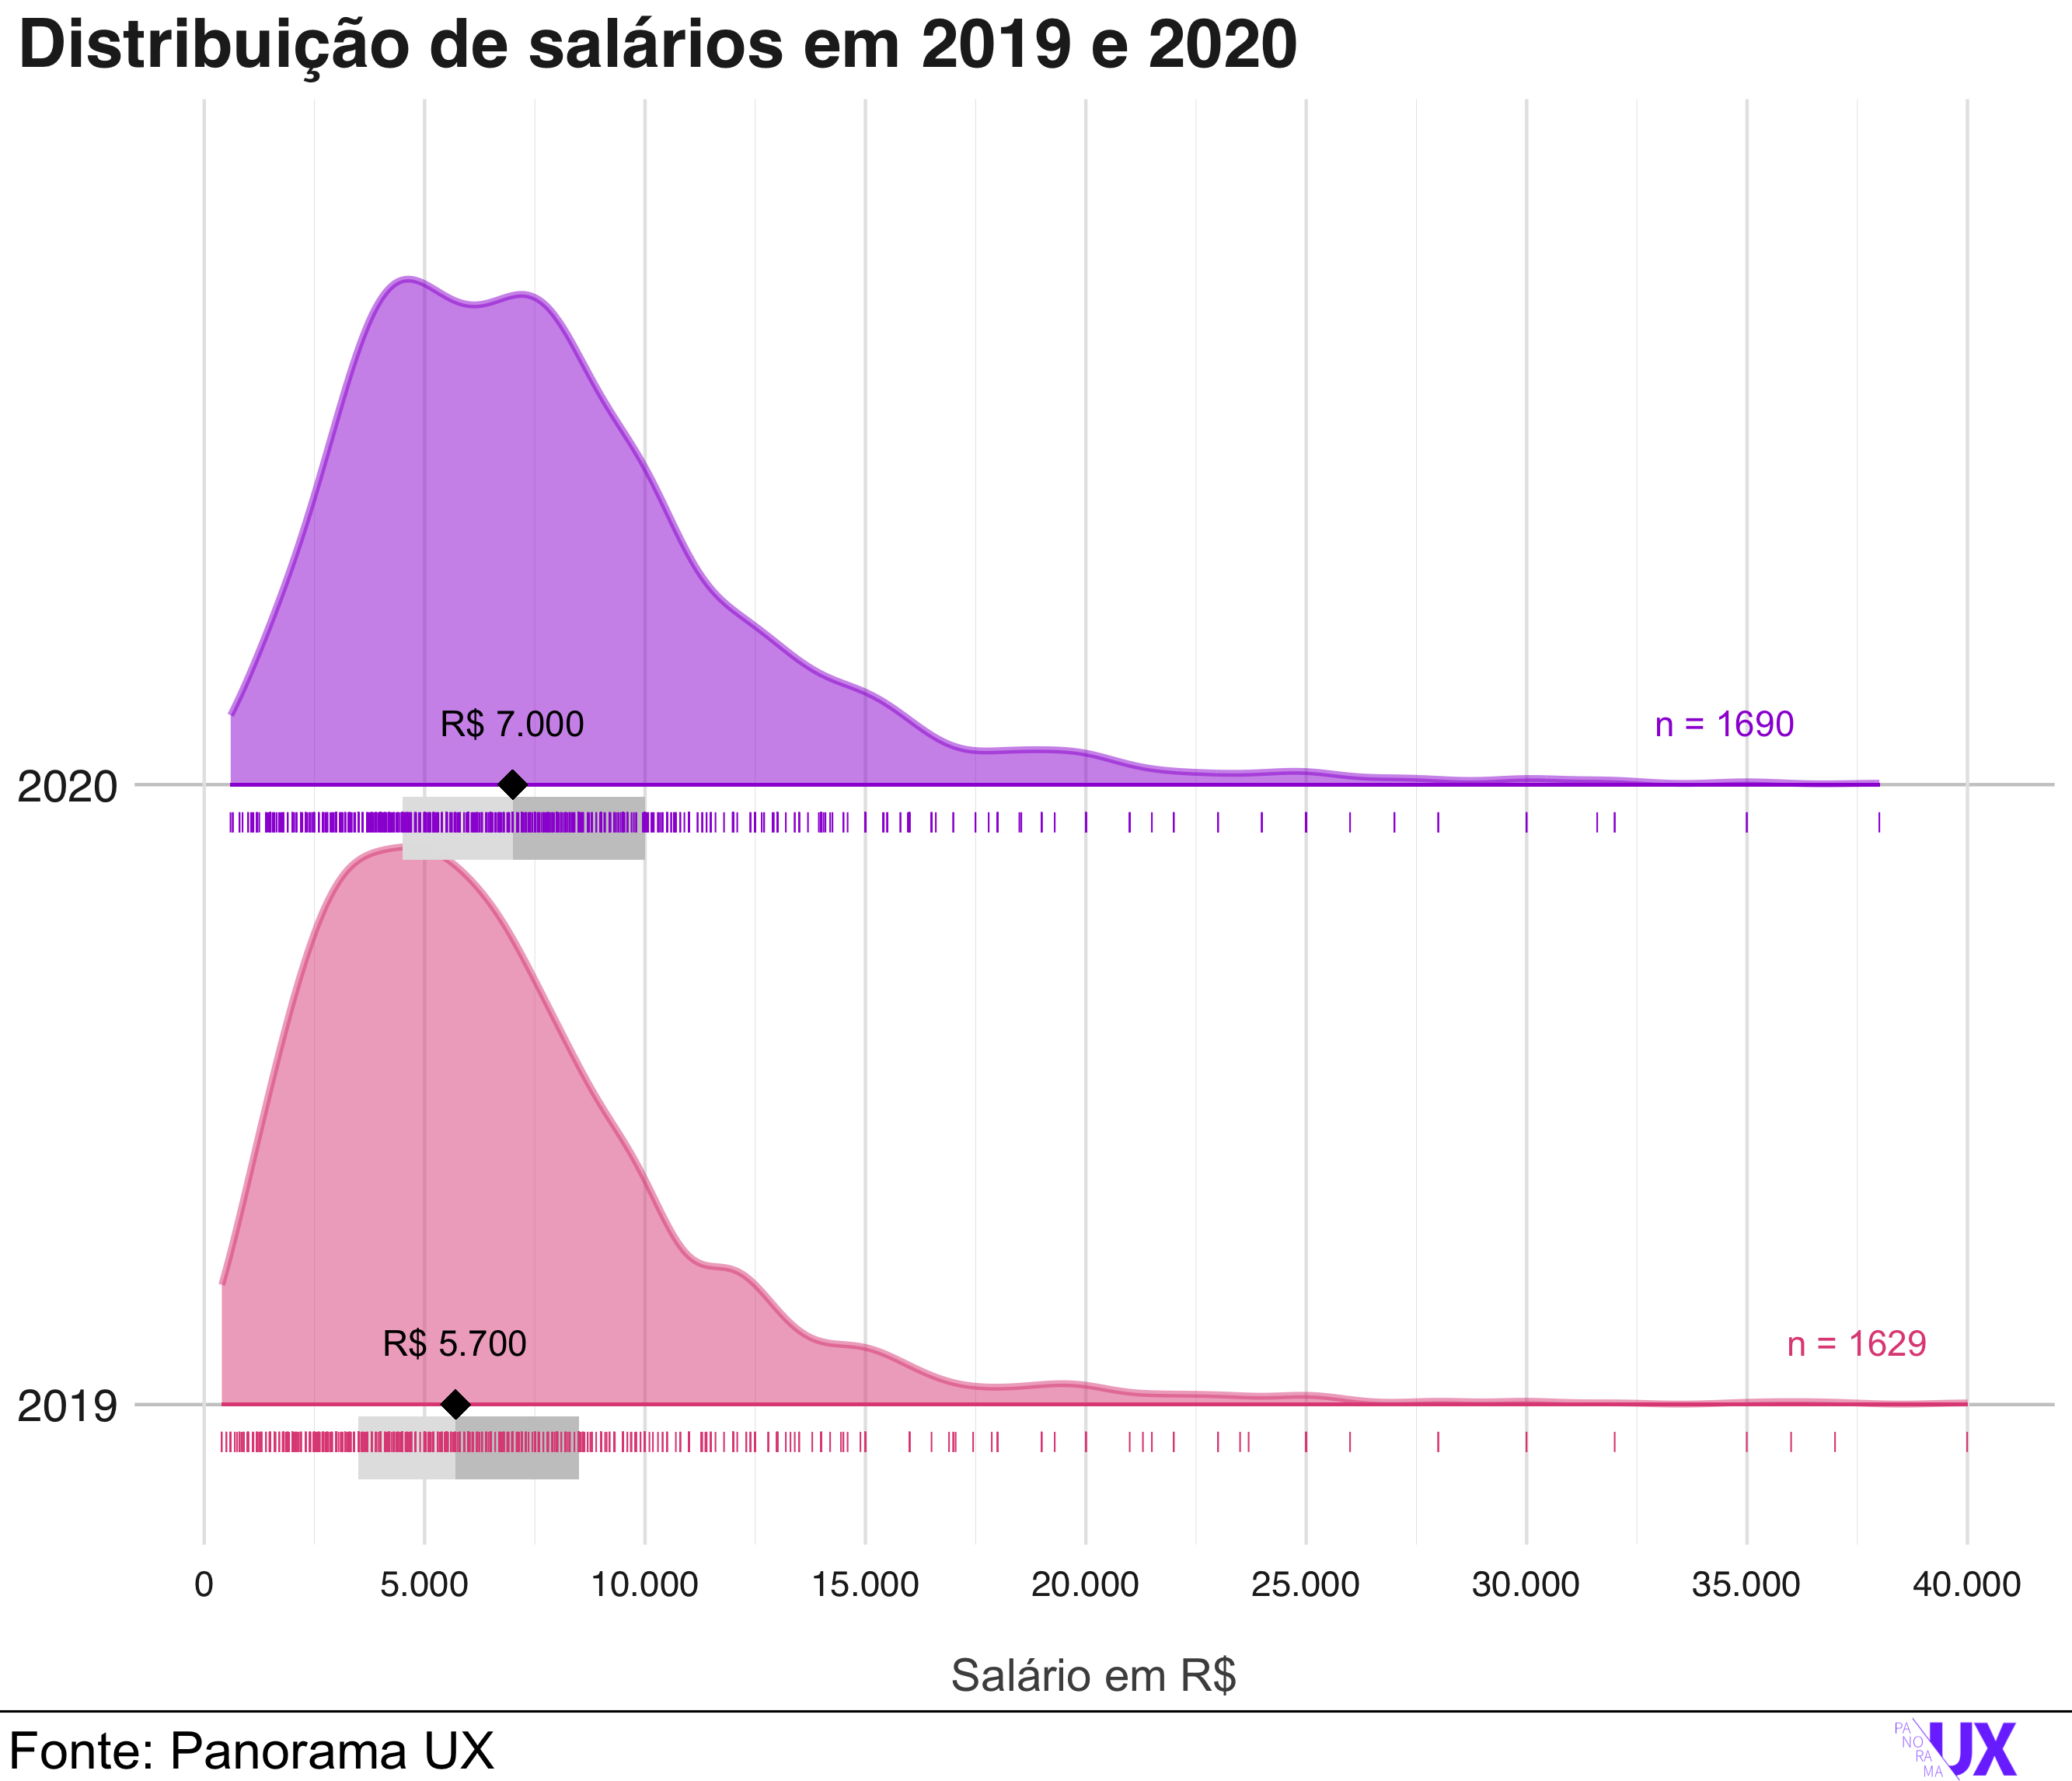 Distribuição de salários em 2019 e 2020
R$ 7.000
n = 1690
2020
R$ 5.700
n = 1629
2019
0 5.000 10.000 15.000 20.000 25.000 30.000 35.000 40.000
Salário em R$
Fonte: Panorama UX
PA
NO
RA
MA
UX